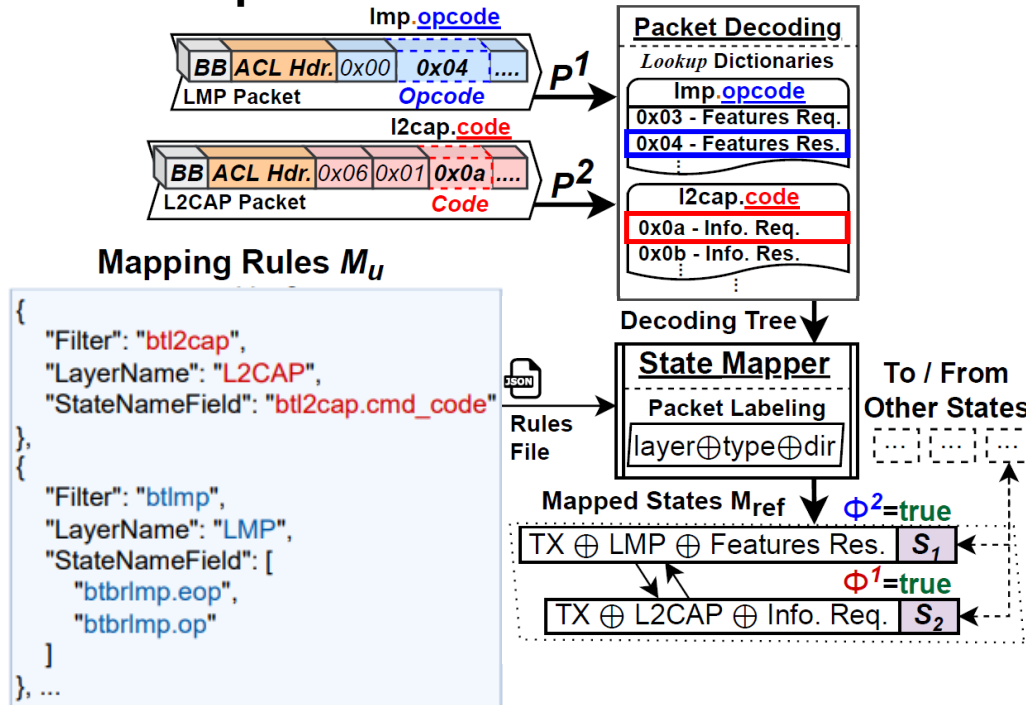 lmp.opcode
BB ACL Hdr. 0x00 0x04 ....
LMP Packet Opcode
P1
l2cap.code
BB ACL Hdr. 0x06 0x01 0x0a ....
L2CAP Packet Code
P2
Packet Decoding
Lookup Dictionaries
lmp.opcode
0x03 - Features Req.
0x04 - Features Res.
⋮
l2cap.code
0x0a - Info. Req.
0x0b - Info. Res.
⋮ ⋮
⋮
Mapping Rules Mu
{
"Filter": "btl2cap",
"LayerName": "L2CAP",
"StateNameField": "btl2cap.cmd_code"
},
{
"Filter": "btlmp",
"LayerName": "LMP",
"StateNameField": [
"btbrlmp.eop",
"btbrlmp.op"
]
}, ...
JSON
Rules
File
Decoding Tree
State Mapper
Packet Labeling
layer⊕type⊕dir
To / From
Other States
... ... ...
Mapped States Mref
Φ2=true
TX ⊕ LMP ⊕ Features Res. S1
Φ1=true
TX ⊕ L2CAP ⊕ Info. Req. S2